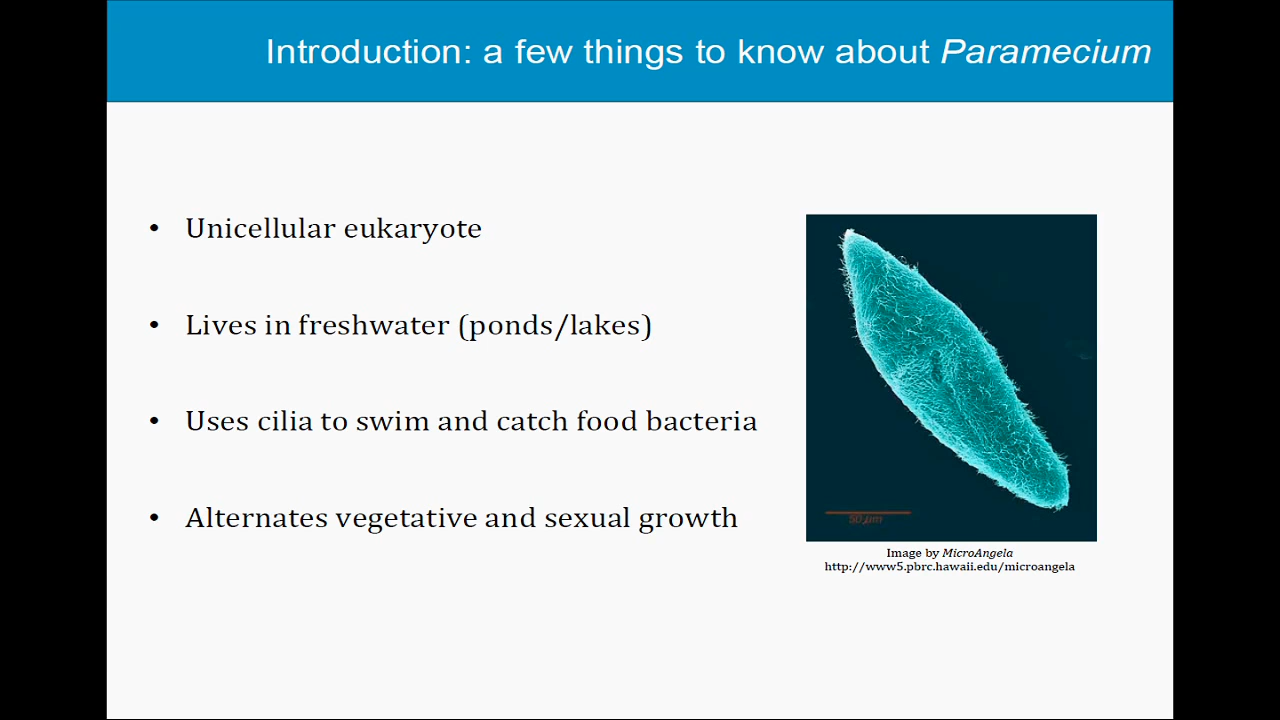 Introduction: a few things to know about Paramecium
• Unicellular eukaryote
• Lives in freshwater (ponds/lakes)
• Uses cilia to swim and catch food bacteria
• Alternates vegetative and sexual growth
50 µm
Image by MicroAngela
http://www5.pbrc.hawaii.edu/microangela